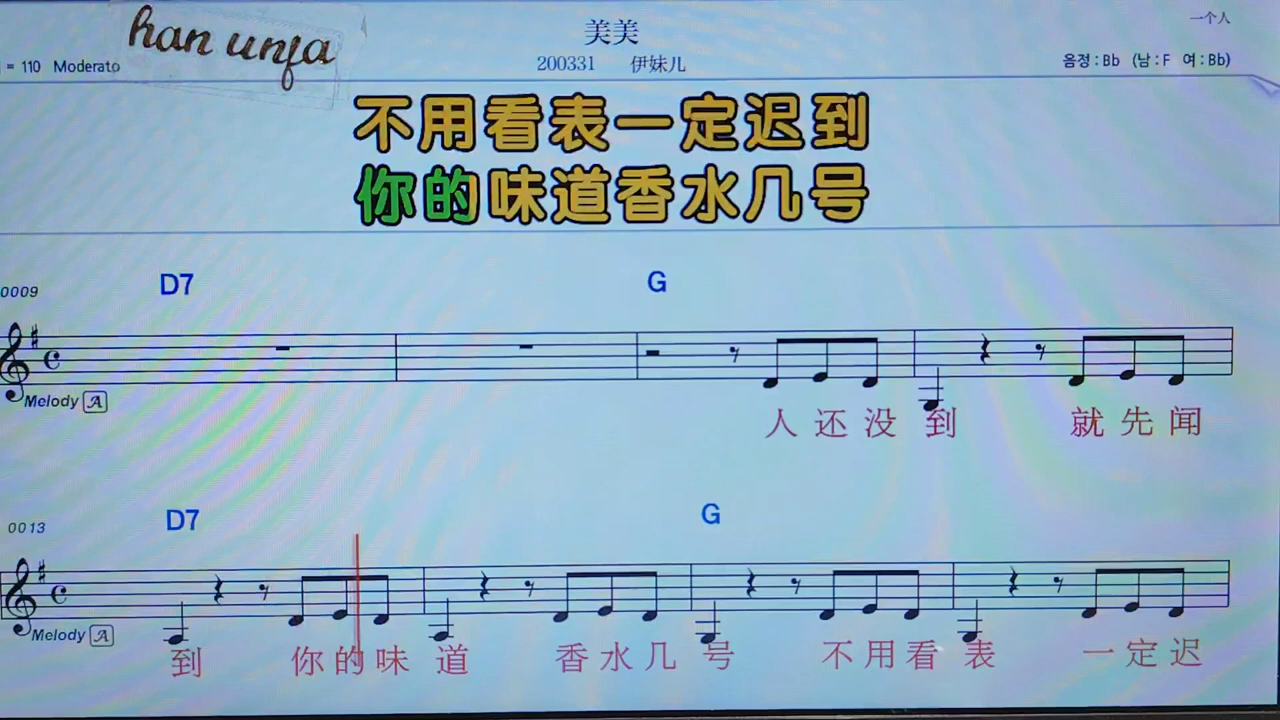 han unfa
美美
一个人
= 110 Moderato
200331 伊妹儿
음정 : Bb (남 : F 여 : Bb)
不用看表一定迟到
你的味道香水几号
D7 G
0009
Melody A
人 还 没 到 就 先 闻
D7 G
0013
Melody A
到 你 的 味 道 香 水 几 号 不 用 看 表 一 定 迟